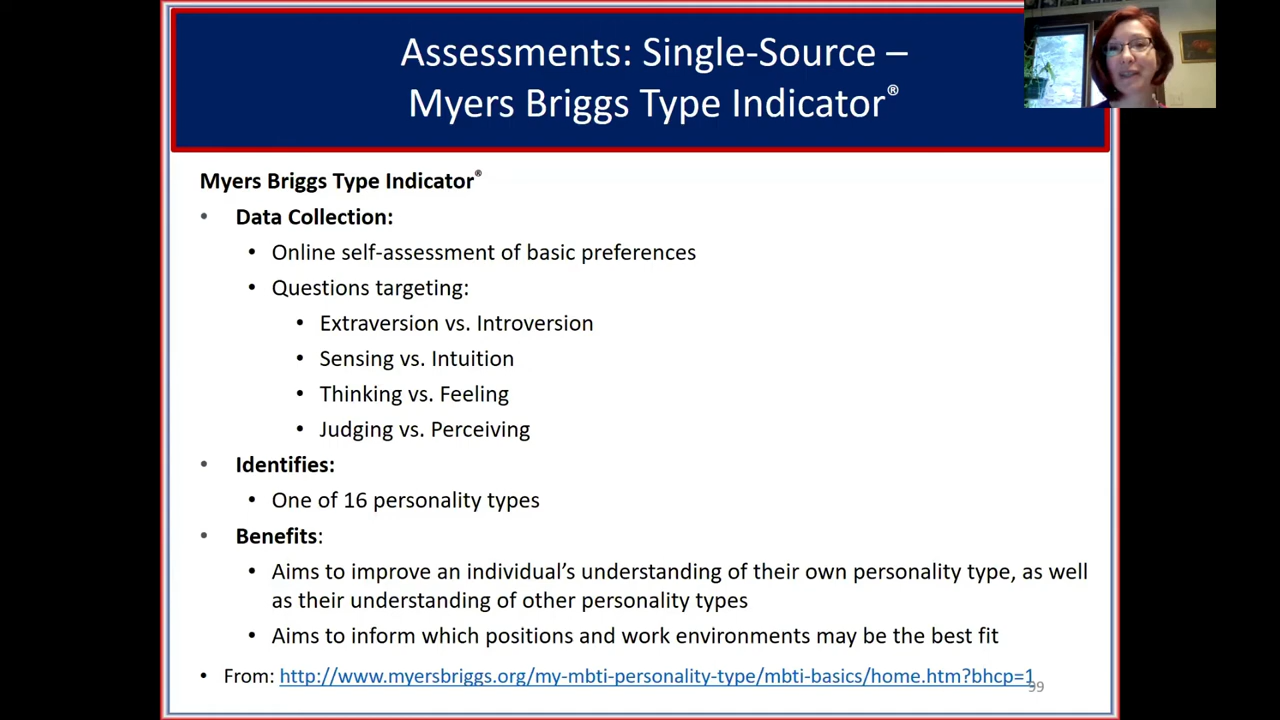 Assessments: Single-Source –
Myers Briggs Type Indicator®
Myers Briggs Type Indicator®
• Data Collection:
• Online self-assessment of basic preferences
• Questions targeting:
• Extraversion vs. Introversion
• Sensing vs. Intuition
• Thinking vs. Feeling
• Judging vs. Perceiving
• Identifies:
• One of 16 personality types
• Benefits:
• Aims to improve an individual’s understanding of their own personality type, as well
as their understanding of other personality types
• Aims to inform which positions and work environments may be the best fit
• From: http://www.myersbriggs.org/my-mbti-personality-type/mbti-basics/home.htm?bhcp=1
99